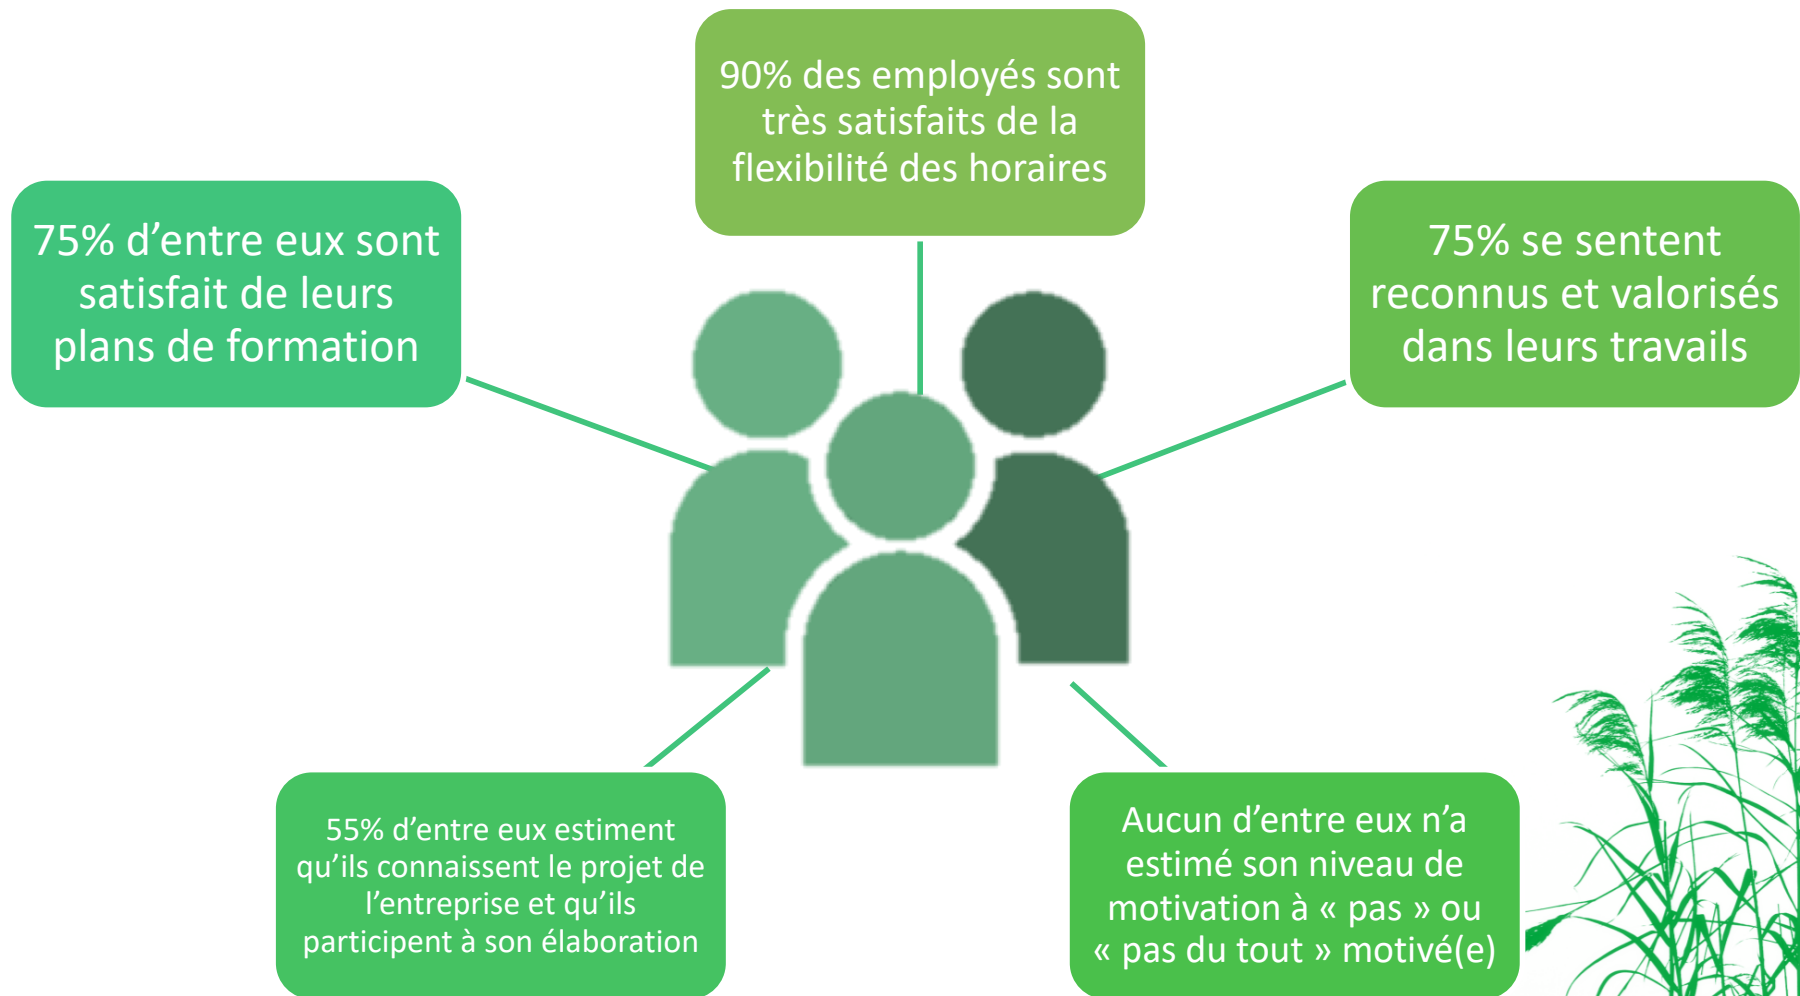 90% des employés sont
très satisfaits de la
flexibilité des horaires
75% d’entre eux sont
satisfait de leurs
plans de formation
75% se sentent
reconnus et valorisés
dans leurs travails
55% d’entre eux estiment
qu’ils connaissent le projet de
l’entreprise et qu’ils
participent à son élaboration
Aucun d’entre eux n’a
estimé son niveau de
motivation à « pas » ou
« pas du tout » motivé(e)